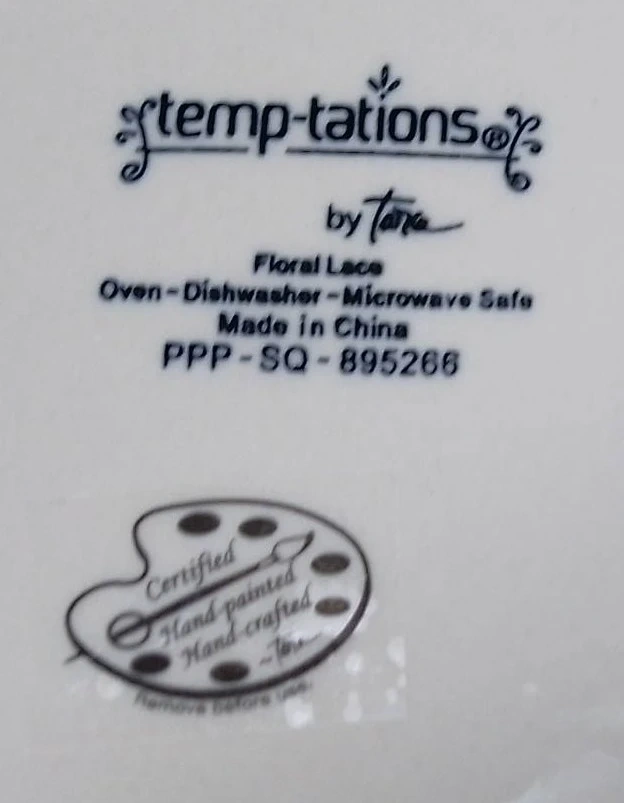 temp-tations®
by Tara
Floral Lace
Oven-Dishwasher-Microwave Safe
Made in China
PPP-SQ-895266
Certified
Hand-painted
Hand-crafted
~Tara
Remove before use.